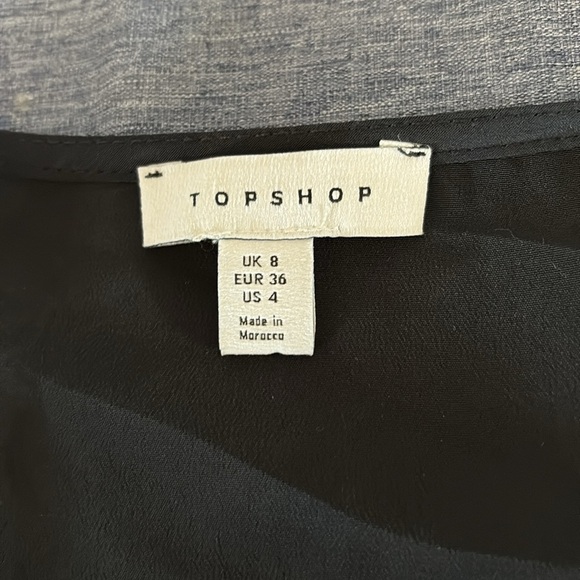 TOPSHOP
UK 8
EUR 36
US 4
Made in
Morocco